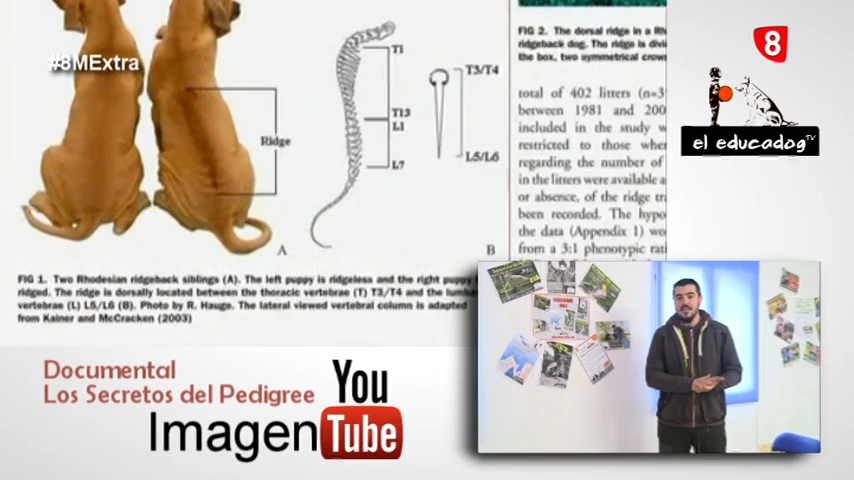 #8MExtra
Ridge
A
T1
T13
L1
L7
T3/T4
L5/L6
B
FIG 1. Two Rhodesian ridgeback siblings (A). The left puppy is ridgeless and the right puppy
ridged. The ridge is dorsally located between the thoracic vertebrae (T) T3/T4 and the lumba
vertebrae (L) L5/L6 (B). Photo by R. Hauge. The lateral viewed vertebral column is adapted
from Kainer and McCracken (2003)
FIG 2. The dorsal ridge in a Rh
ridgeback dog. The ridge is divi
the box, two symmetrical crow
total of 402 litters (n=3
between 1981 and 200
included in the study w
restricted to those wher
regarding the number of
in the litters were available a
or absence, of the ridge tra
been recorded. The hypo
the data (Appendix 1) wo
from a 3:1 phenotypic rati
8
el educadog TV
Documental
Los Secretos del Pedigree
Imagen
You
Tube